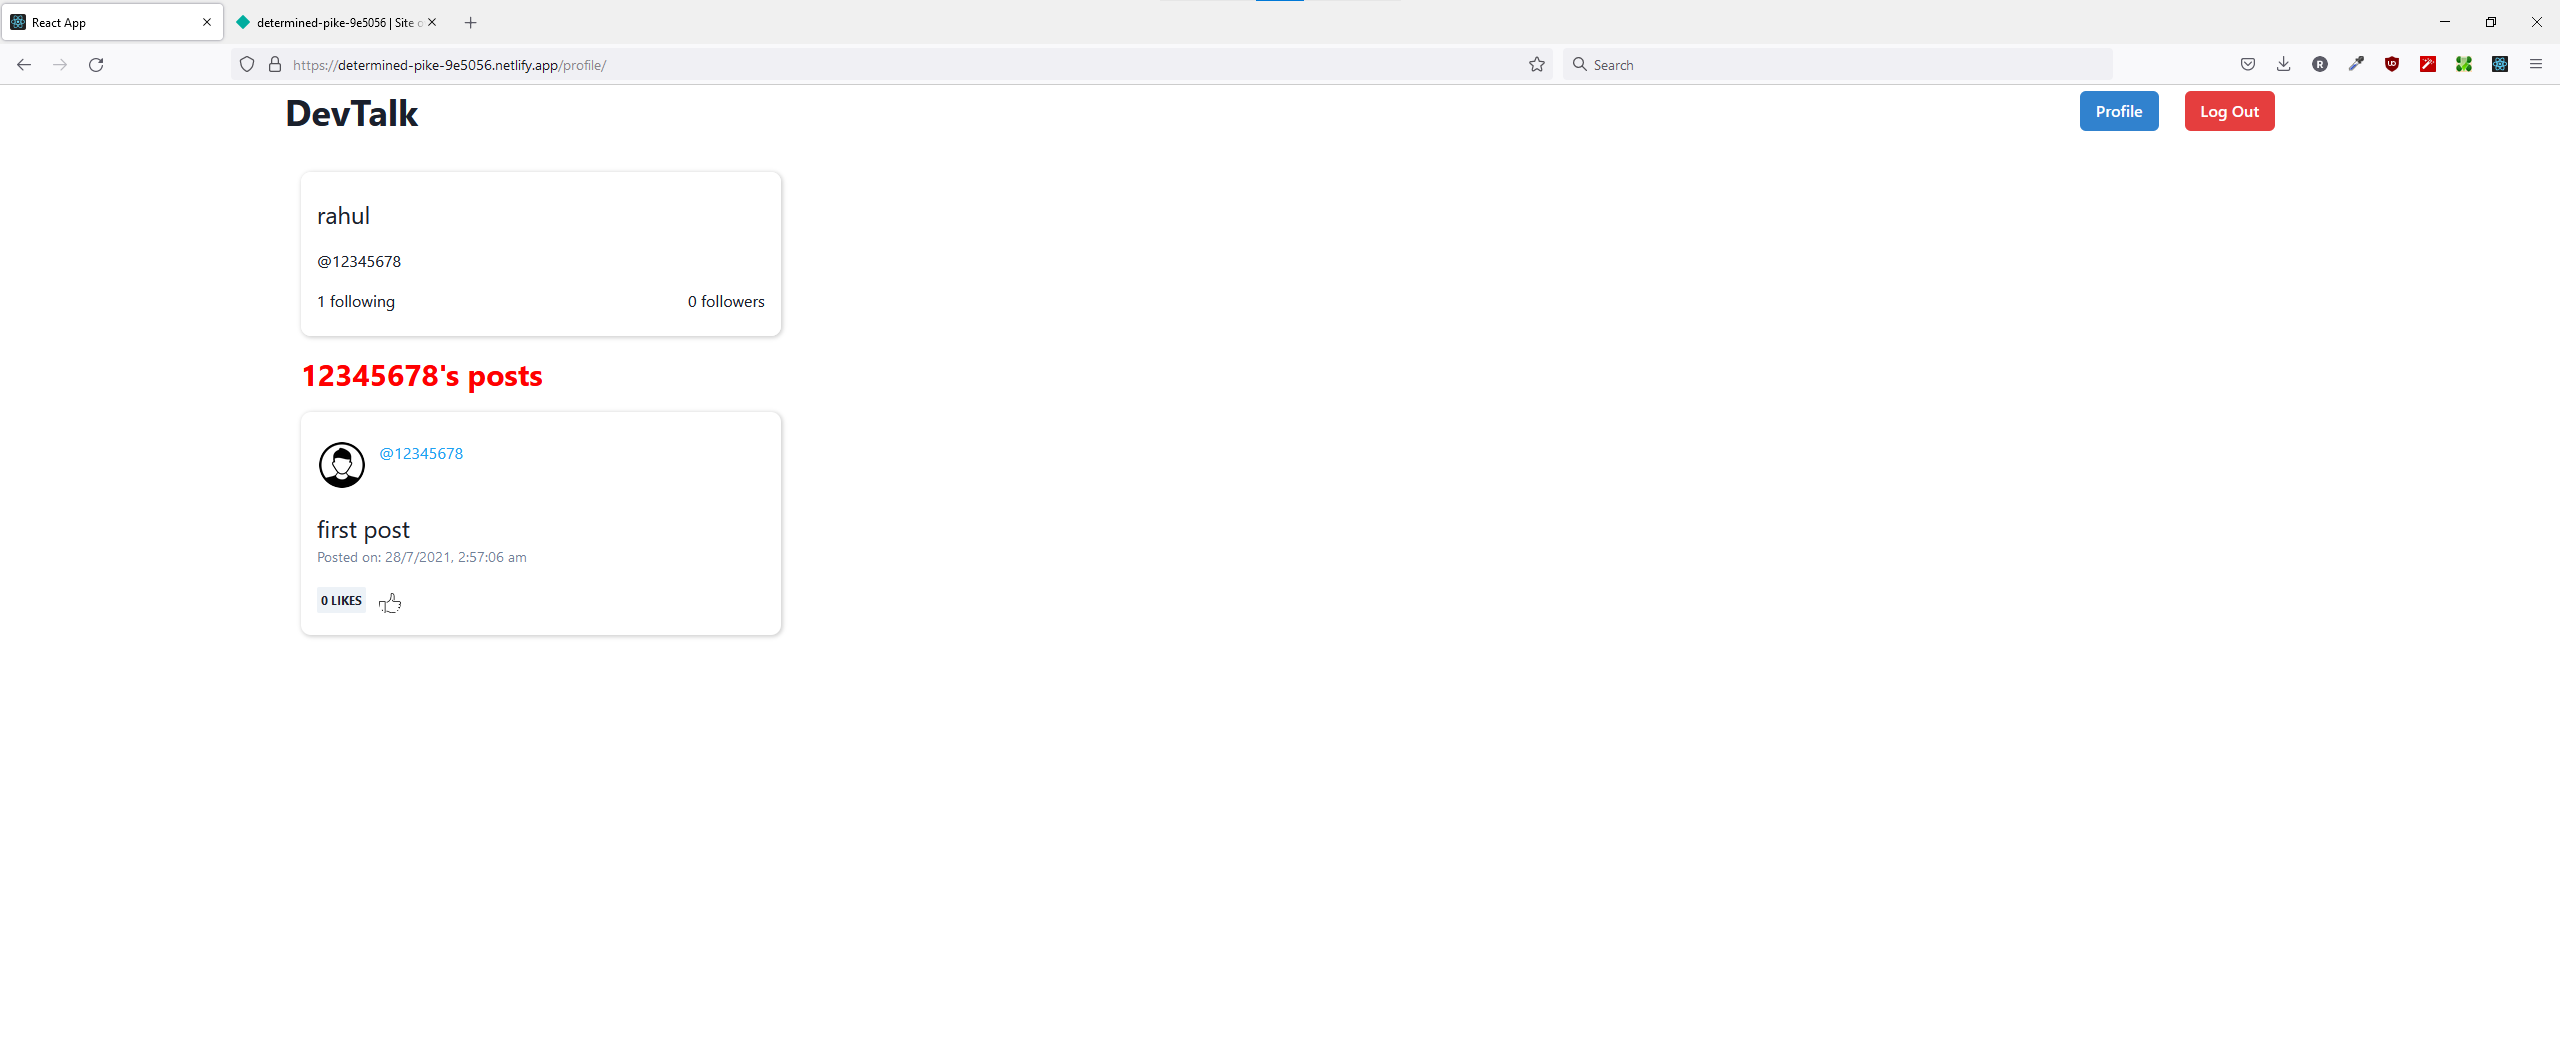 React App
determined-pike-9e5056 | Site o
https://determined-pike-9e5056.netlify.app/profile/
Search
DevTalk
Profile
Log Out
rahul
@12345678
1 following
0 followers
12345678's posts
@12345678
first post
Posted on: 28/7/2021, 2:57:06 am
0 LIKES